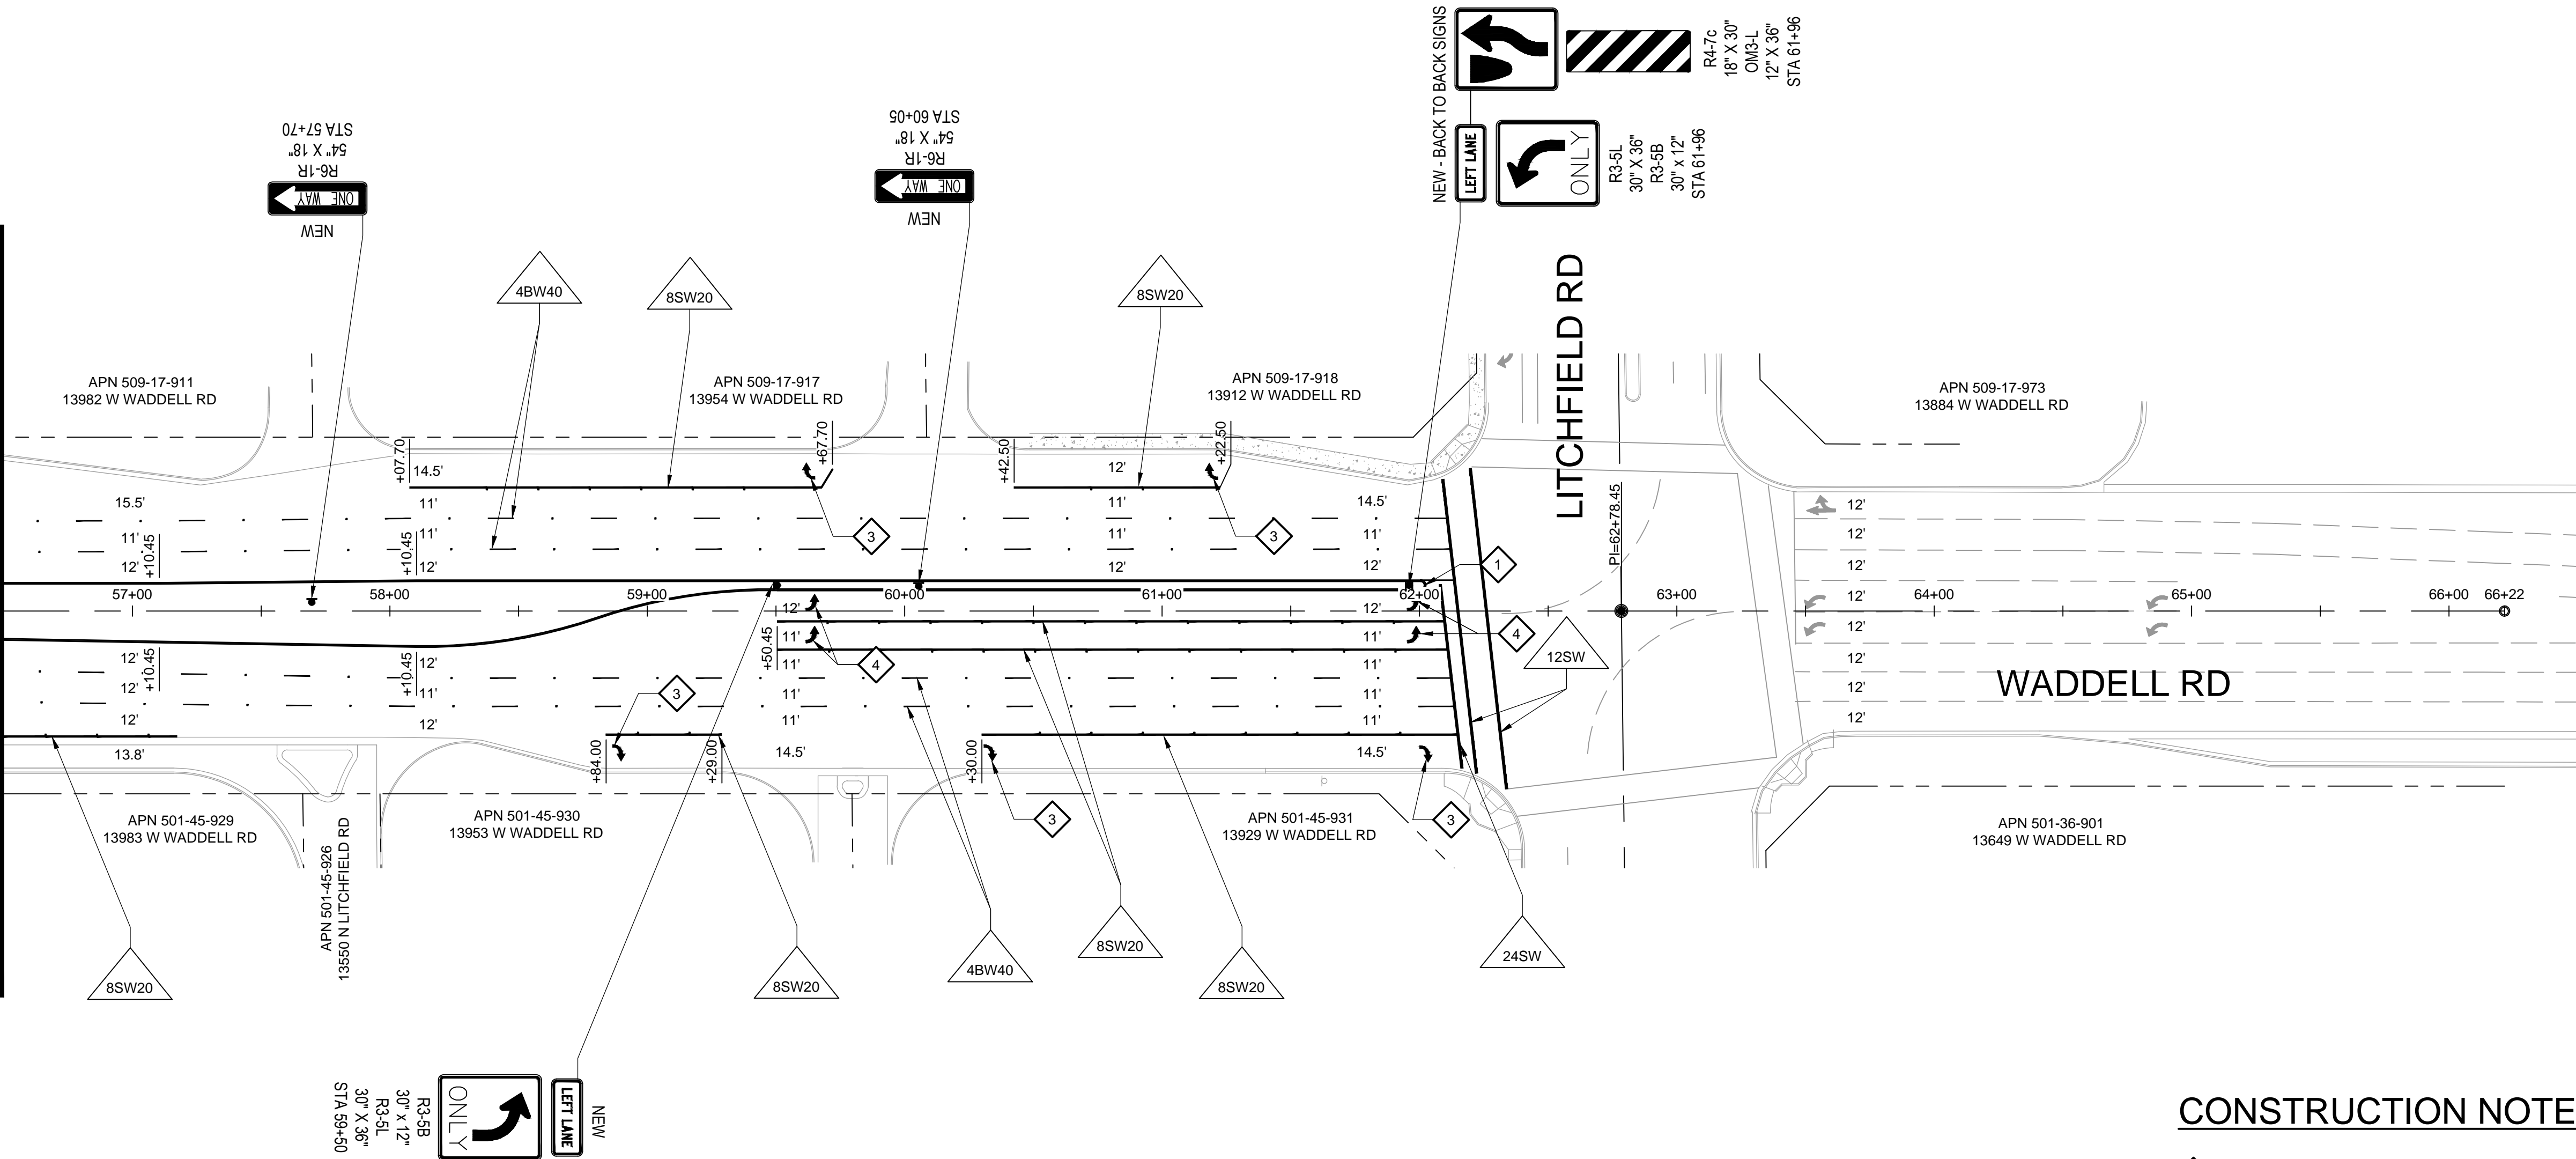 NEW - BACK TO BACK SIGNS
LEFT LANE
ONLY
R4-7c
18" X 30"
OM3-L
12" X 36"
STA 61+96
R3-5L
30" X 36"
R3-5B
30" x 12"
STA 61+96
STA 57+70
54" X 18"
R6-1R
ONE WAY
NEW
STA 60+05
54" X 18"
R6-1R
ONE WAY
NEW
4BW40
8SW20
8SW20
LITCHFIELD RD
APN 509-17-911
13982 W WADDELL RD
APN 509-17-917
13954 W WADDELL RD
APN 509-17-918
13912 W WADDELL RD
APN 509-17-973
13884 W WADDELL RD
+07.70
+67.70
+42.50
+22.50
14.5'
12'
15.5'
11'
11'
14.5'
12'
11'
11'
11'
11'
12'
3
3
+10.45
+10.45
12'
12'
12'
12'
12'
12'
1
PI=62+78.45
57+00
58+00
59+00
60+00
61+00
62+00
63+00
64+00
65+00
66+00
66+22
12'
12'
12'
12'
11'
11'
4
+50.45
12'
+10.45
+10.45
12'
4
11'
11'
12'
12SW
12'
11'
3
11'
11'
12'
WADDELL RD
12'
12'
11'
11'
12'
13.8'
+84.00
+29.00
14.5'
+30.00
14.5'
3
3
APN 501-45-929
13983 W WADDELL RD
APN 501-45-926
13550 N LITCHFIELD RD
APN 501-45-930
13953 W WADDELL RD
APN 501-45-931
13929 W WADDELL RD
APN 501-36-901
13649 W WADDELL RD
8SW20
8SW20
4BW40
8SW20
8SW20
24SW
NEW
LEFT LANE
ONLY
R3-5B
30" x 12"
R3-5L
30" X 36"
STA 59+50
CONSTRUCTION NOTE